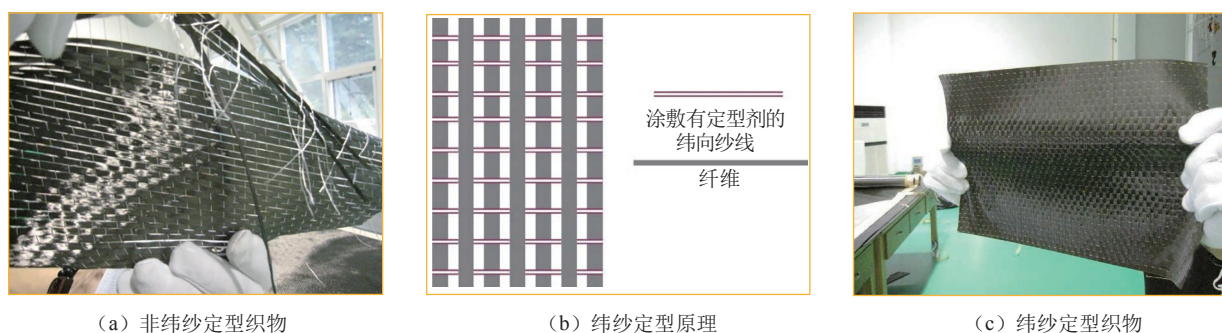 涂敷有定型剂的
纬向纱线
纤维
（a）非纬纱定型织物
（b）纬纱定型原理
（c）纬纱定型织物